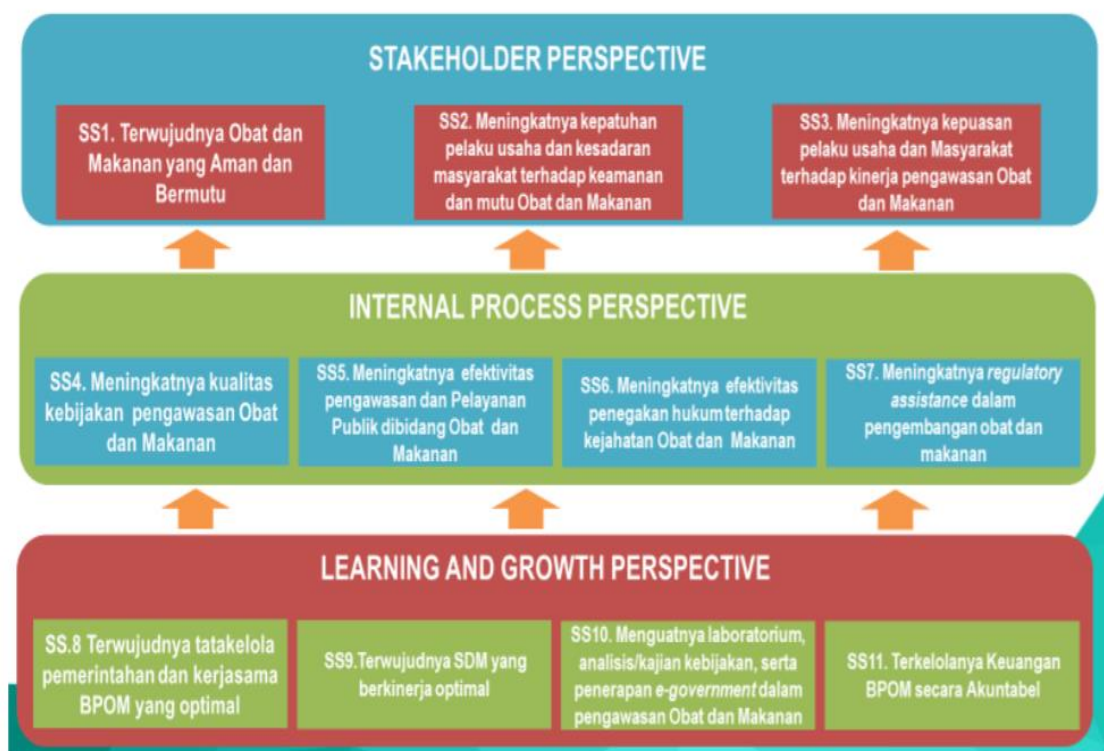 STAKEHOLDER PERSPECTIVE
SS1. Terwujudnya Obat dan
Makanan yang Aman dan
Bermutu
SS2. Meningkatnya kepatuhan
pelaku usaha dan kesadaran
masyarakat terhadap keamanan
dan mutu Obat dan Makanan
SS3. Meningkatnya kepuasan
pelaku usaha dan Masyarakat
terhadap kinerja pengawasan Obat
dan Makanan
INTERNAL PROCESS PERSPECTIVE
SS4. Meningkatnya kualitas
kebijakan pengawasan Obat
dan Makanan
SS5. Meningkatnya efektivitas
pengawasan dan Pelayanan
Publik dibidang Obat dan
Makanan
SS6. Meningkatnya efektivitas
penegakan hukum terhadap
kejahatan Obat dan Makanan
SS7. Meningkatnya regulatory
assistance dalam
pengembangan obat dan
makanan
LEARNING AND GROWTH PERSPECTIVE
SS.8 Terwujudnya tatakelola
pemerintahan dan kerjasama
BPOM yang optimal
SS9.Terwujudnya SDM yang
berkinerja optimal
SS10. Menguatnya laboratorium,
analisis/kajian kebijakan, serta
penerapan e-government dalam
pengawasan Obat dan Makanan
SS11. Terkelolanya Keuangan
BPOM secara Akuntabel